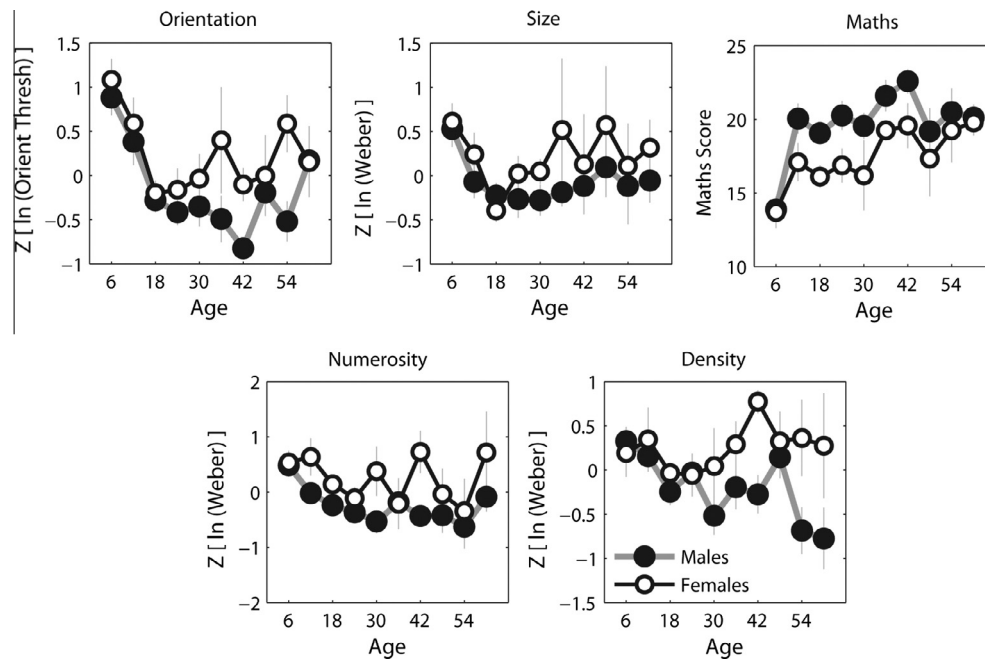 Orientation
Z [ ln (Orient Thresh) ]
1.5
1
0.5
0
−0.5
−1
6 18 30 42 54
Age
Size
Z [ ln (Weber) ]
1.5
1
0.5
0
−0.5
−1
6 18 30 42 54
Age
Maths
Maths Score
25
20
15
10
6 18 30 42 54
Age
Numerosity
Z [ ln (Weber) ]
2
1
0
−1
−2
6 18 30 42 54
Age
Density
Z [ ln (Weber) ]
1
0.5
0
−0.5
−1
−1.5
Males
Females
6 18 30 42 54
Age